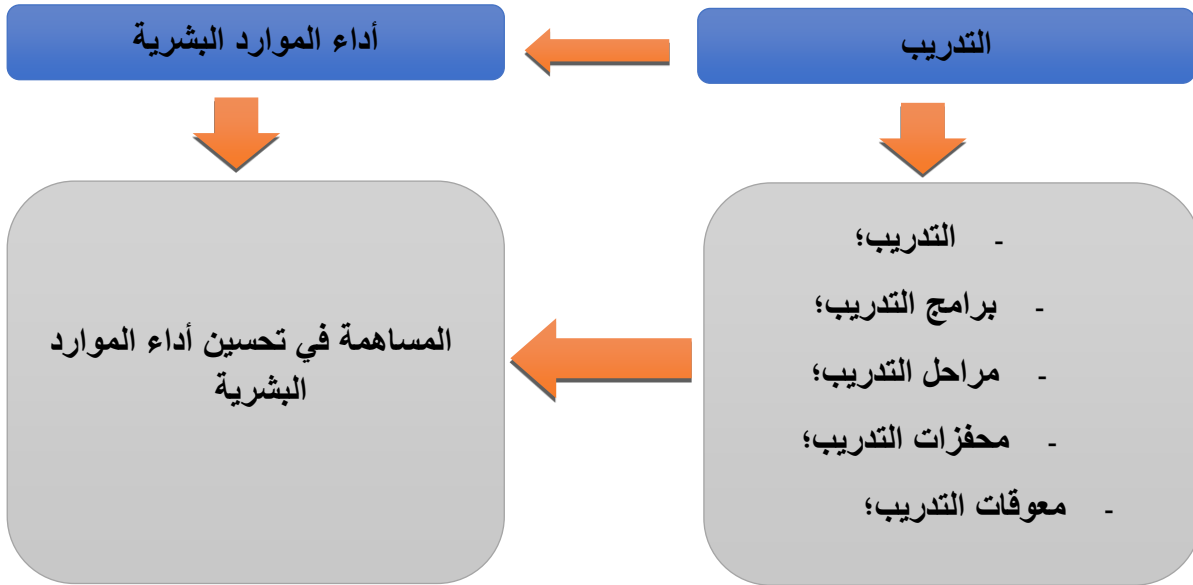 التدريب
أداء الموارد البشرية
- التدريب؛
- برامج التدريب؛
- مراحل التدريب؛
- محفزات التدريب؛
- معوقات التدريب؛
المساهمة في تحسين أداء الموارد
البشرية